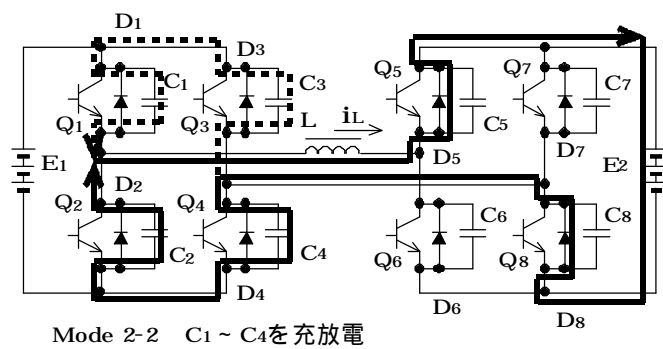 D1
D3
Q5
Q7
C1
C3
L
iL
C5
C7
Q1
Q3
D5
D7
E1
E2
D2
Q2
Q4
C6
C8
C2
C4
Q6
Q8
D4
D6
D8
Mode 2-2 C1 ~ C4を充放電